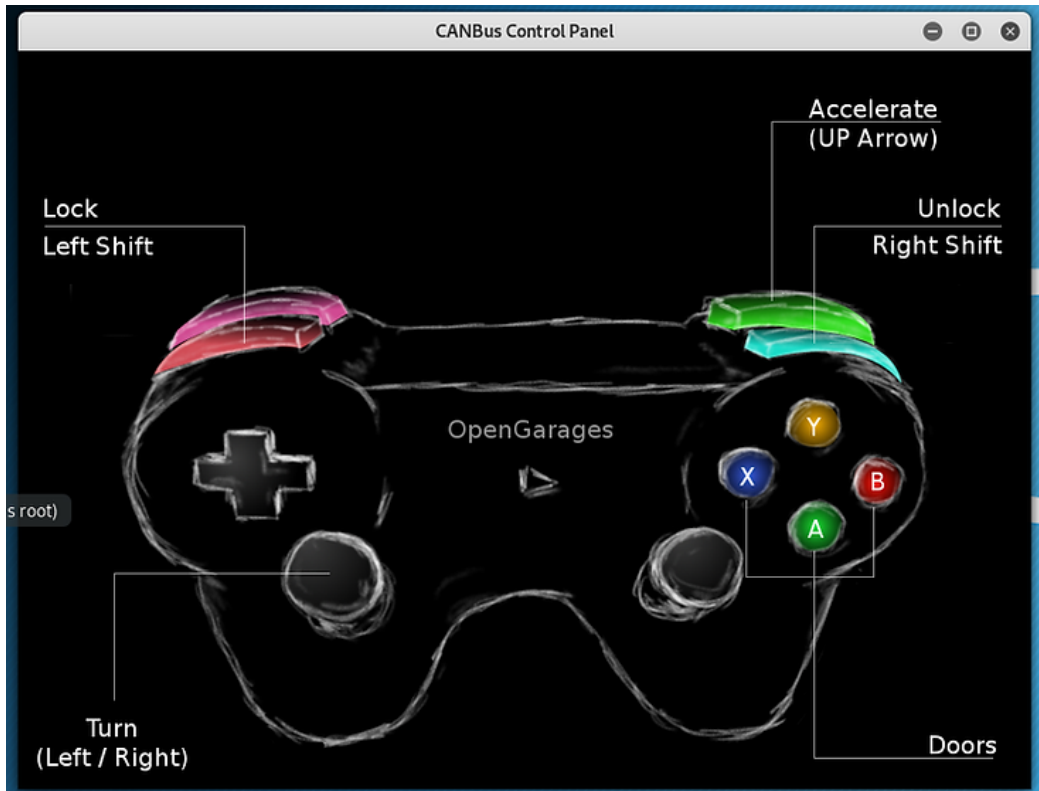 CANBus Control Panel
Accelerate
(UP Arrow)
Lock
Left Shift
Unlock
Right Shift
OpenGarages
Y
X
B
A
s root)
Turn
(Left / Right)
Doors